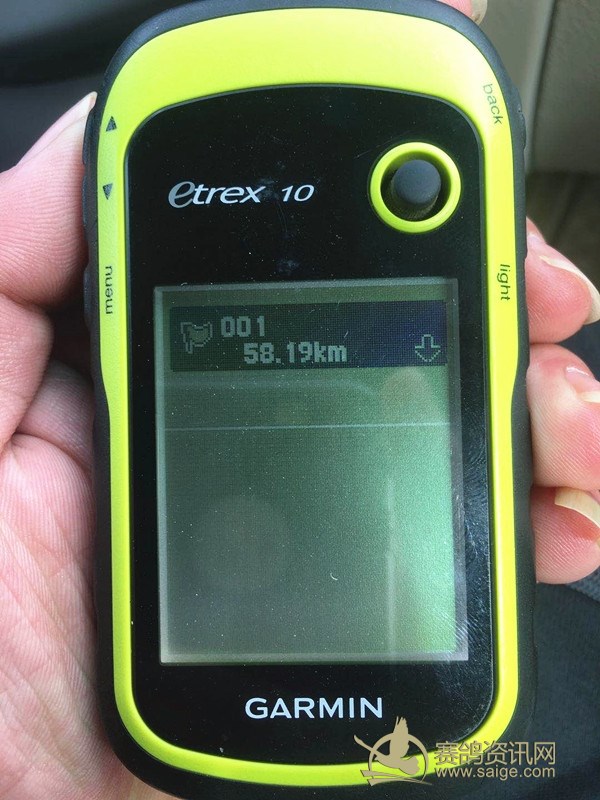 back
etrex 10
menu
light
001
58.19km
GARMIN
赛鸽资讯网
www.saige.com